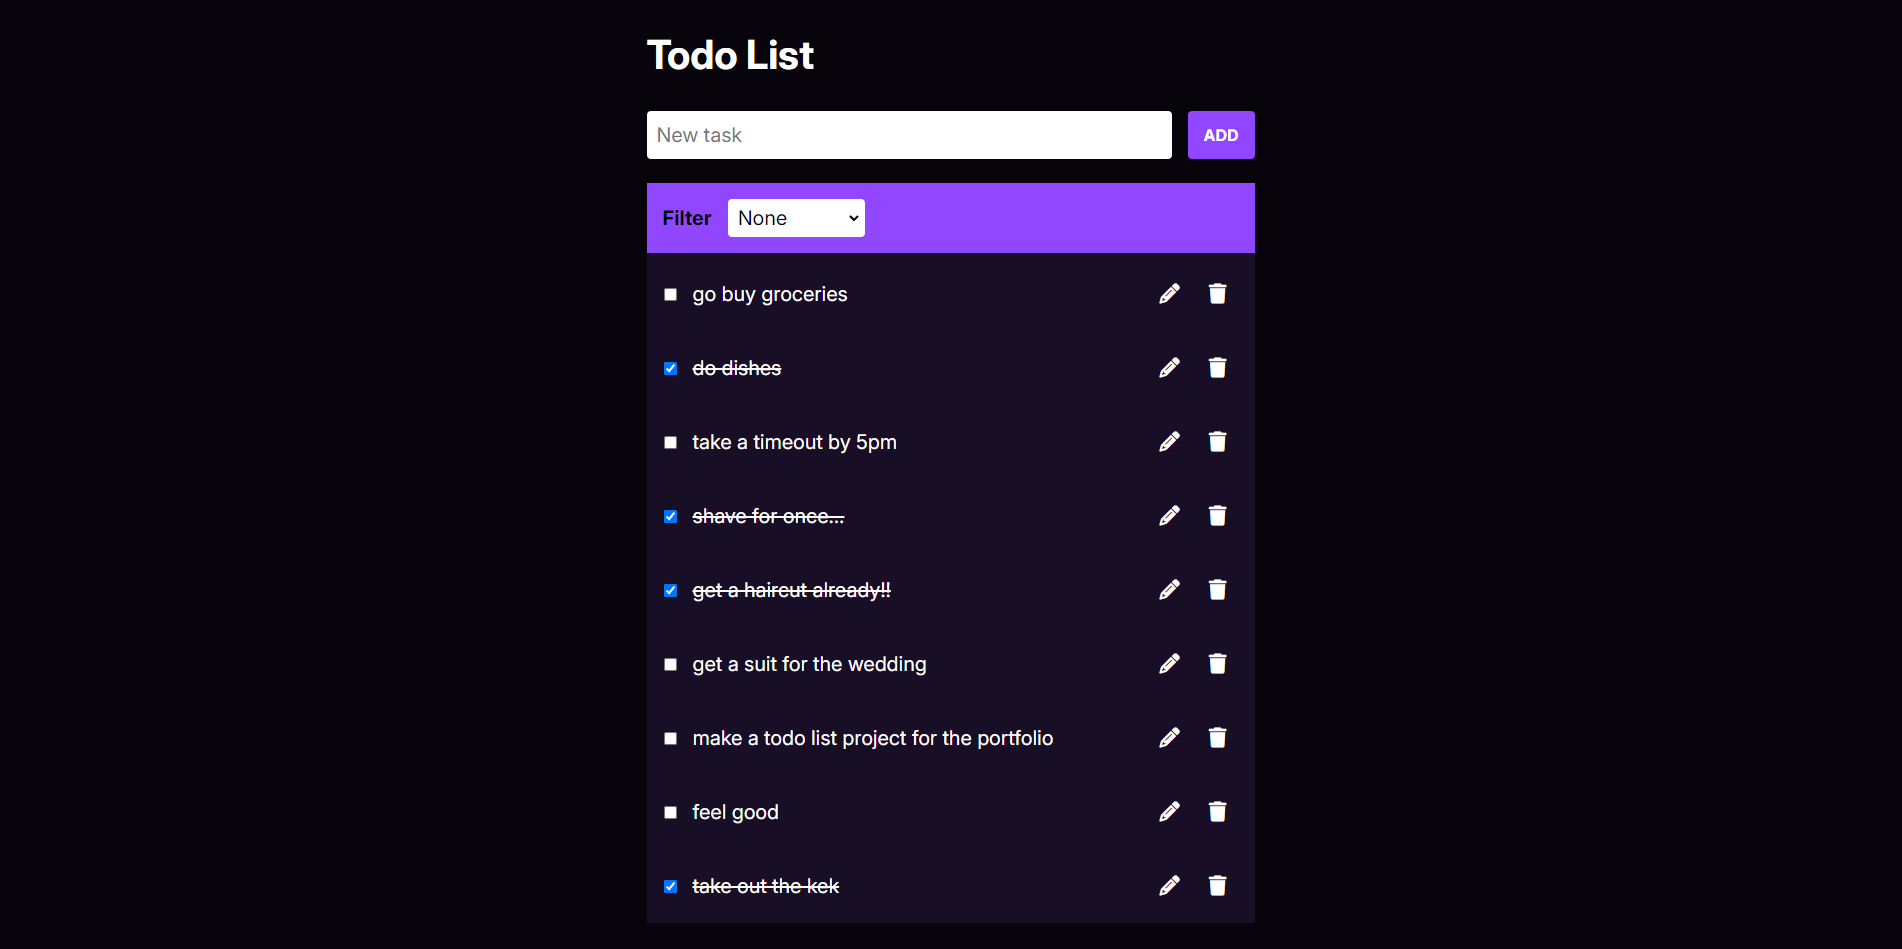 Todo List
New task
ADD
Filter None
go buy groceries
do dishes
take a timeout by 5pm
shave for once...
get a haircut already!!
get a suit for the wedding
make a todo list project for the portfolio
feel good
take out the kek